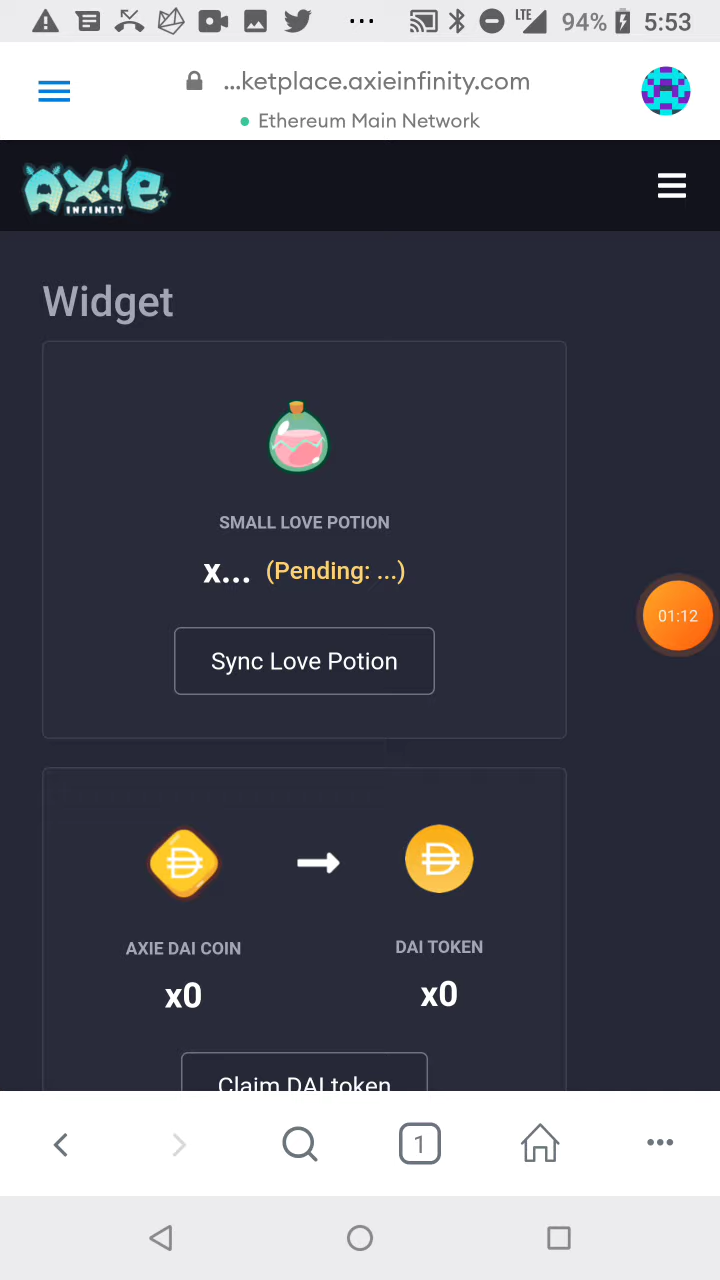 LTE 94% 5:53
...ketplace.axieinfinity.com
Ethereum Main Network
AXIE
INFINITY
Widget
SMALL LOVE POTION
x... (Pending: ...)
01:12
Sync Love Potion
AXIE DAI COIN
DAI TOKEN
x0
x0
Claim DAI token
1